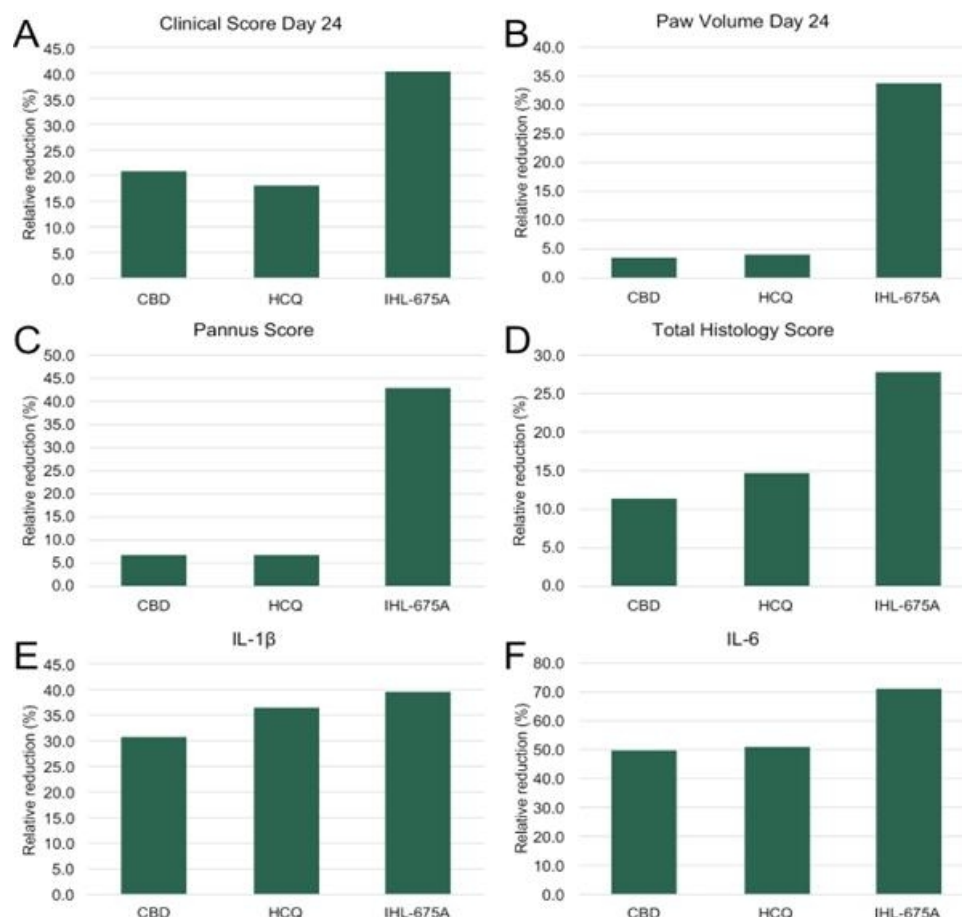 A
Clinical Score Day 24
Relative reduction (%)
45.0
40.0
35.0
30.0
25.0
20.0
15.0
10.0
5.0
0.0
CBD HCQ IHL-675A
B
Paw Volume Day 24
Relative reduction (%)
40.0
35.0
30.0
25.0
20.0
15.0
10.0
5.0
0.0
CBD HCQ IHL-675A
C
Pannus Score
Relative reduction (%)
50.0
45.0
40.0
35.0
30.0
25.0
20.0
15.0
10.0
5.0
0.0
CBD HCQ IHL-675A
D
Total Histology Score
Relative reduction (%)
30.0
25.0
20.0
15.0
10.0
5.0
0.0
CBD HCQ IHL-675A
E
IL-1β
Relative reduction (%)
45.0
40.0
35.0
30.0
25.0
20.0
15.0
10.0
5.0
0.0
CBD HCQ IHL-675A
F
IL-6
Relative reduction (%)
80.0
70.0
60.0
50.0
40.0
30.0
20.0
10.0
0.0
CBD HCQ IHL-675A